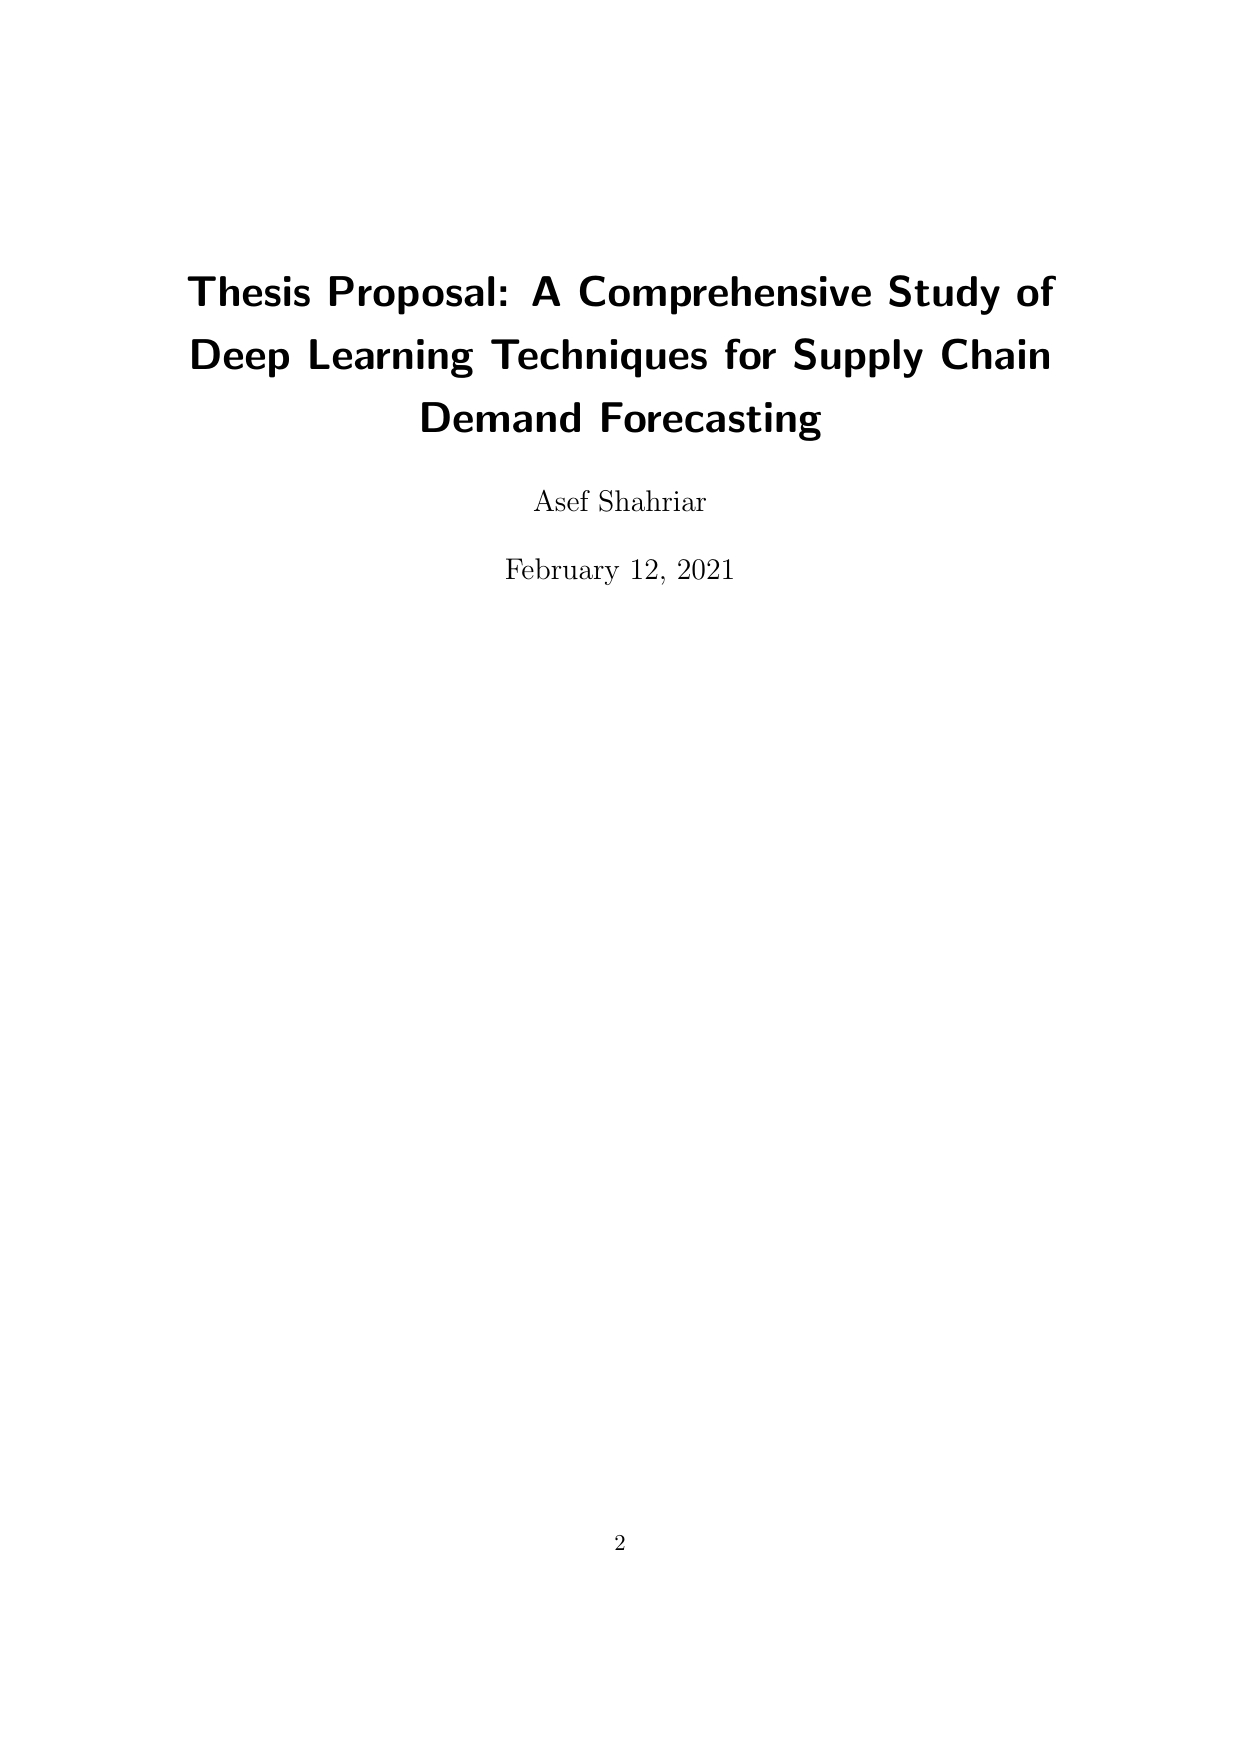 Thesis Proposal: A Comprehensive Study of
Deep Learning Techniques for Supply Chain
Demand Forecasting
Asef Shahriar
February 12, 2021
2